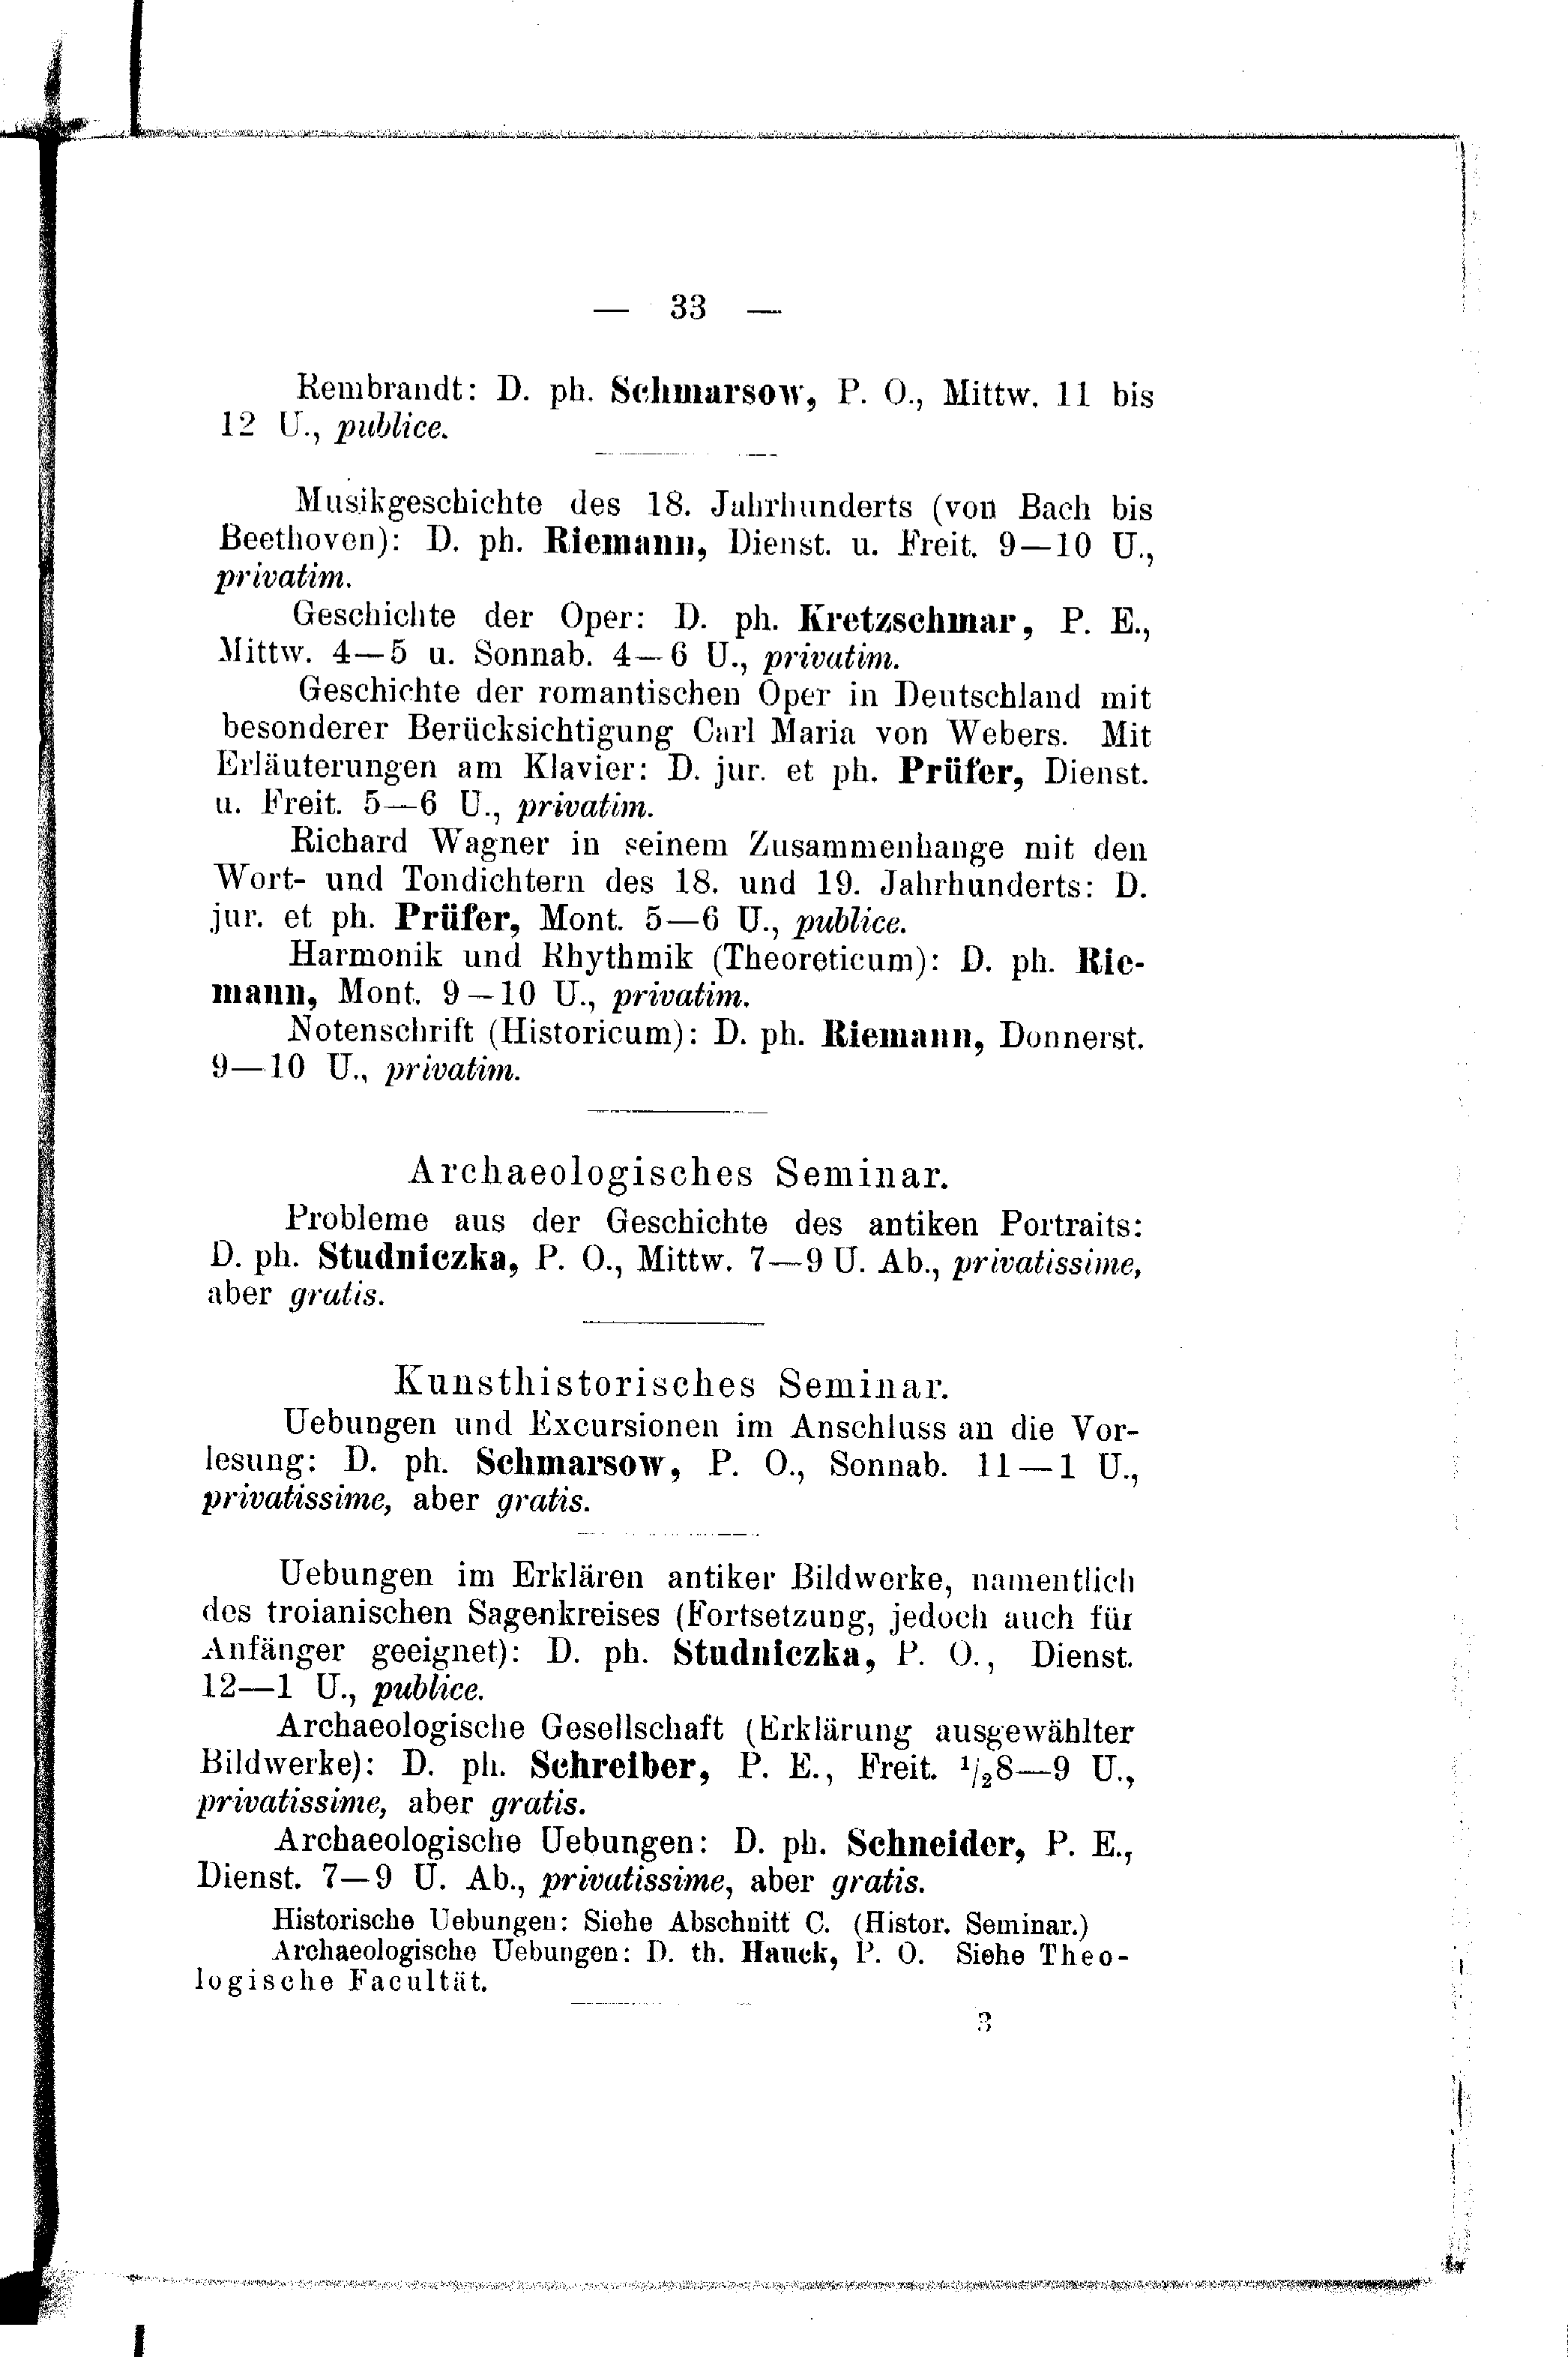 — 33 —
Rembrandt: D. ph. Schmarsow, P. O., Mittw. 11 bis
12 U., publice.
Musikgeschichte des 18. Jahrhunderts (von Bach bis
Beethoven): D. ph. Riemann, Dienst. u. Freit. 9—10 U.,
privatim.
Geschichte der Oper: D. ph. Kretzschmar, P. E.,
Mittw. 4—5 u. Sonnab. 4—6 U., privatim.
Geschichte der romantischen Oper in Deutschland mit
besonderer Berücksichtigung Carl Maria von Webers. Mit
Erläuterungen am Klavier: D. jur. et ph. Prüfer, Dienst.
u. Freit. 5—6 U., privatim.
Richard Wagner in seinem Zusammenhange mit den
Wort- und Tondichtern des 18. und 19. Jahrhunderts: D.
jur. et ph. Prüfer, Mont. 5—6 U., publice.
Harmonik und Rhythmik (Theoreticum): D. ph. Rie-
mann, Mont. 9—10 U., privatim.
Notenschrift (Historicum): D. ph. Riemann, Donnerst.
9—10 U., privatim.
Archaeologisches Seminar.
Probleme aus der Geschichte des antiken Portraits:
D. ph. Studniczka, P. O., Mittw. 7—9 U. Ab., privatissime,
aber gratis.
Kunsthistorisches Seminar.
Uebungen und Excursionen im Anschluss an die Vor-
lesung: D. ph. Schmarsow, P. O., Sonnab. 11—1 U.,
privatissime, aber gratis.
Uebungen im Erklären antiker Bildwerke, namentlich
des troianischen Sagenkreises (Fortsetzung, jedoch auch für
Anfänger geeignet): D. ph. Studniczka, P. O., Dienst.
12—1 U., publice.
Archaeologische Gesellschaft (Erklärung ausgewählter
Bildwerke): D. ph. Schreiber, P. E., Freit. 1/28—9 U.,
privatissime, aber gratis.
Archaeologische Uebungen: D. ph. Schneider, P. E.,
Dienst. 7—9 U. Ab., privatissime, aber gratis.
Historische Uebungen: Siehe Abschnitt C. (Histor. Seminar.)
Archaeologische Uebungen: D. th. Hauck, P. O. Siehe Theo-
logische Facultät.
3